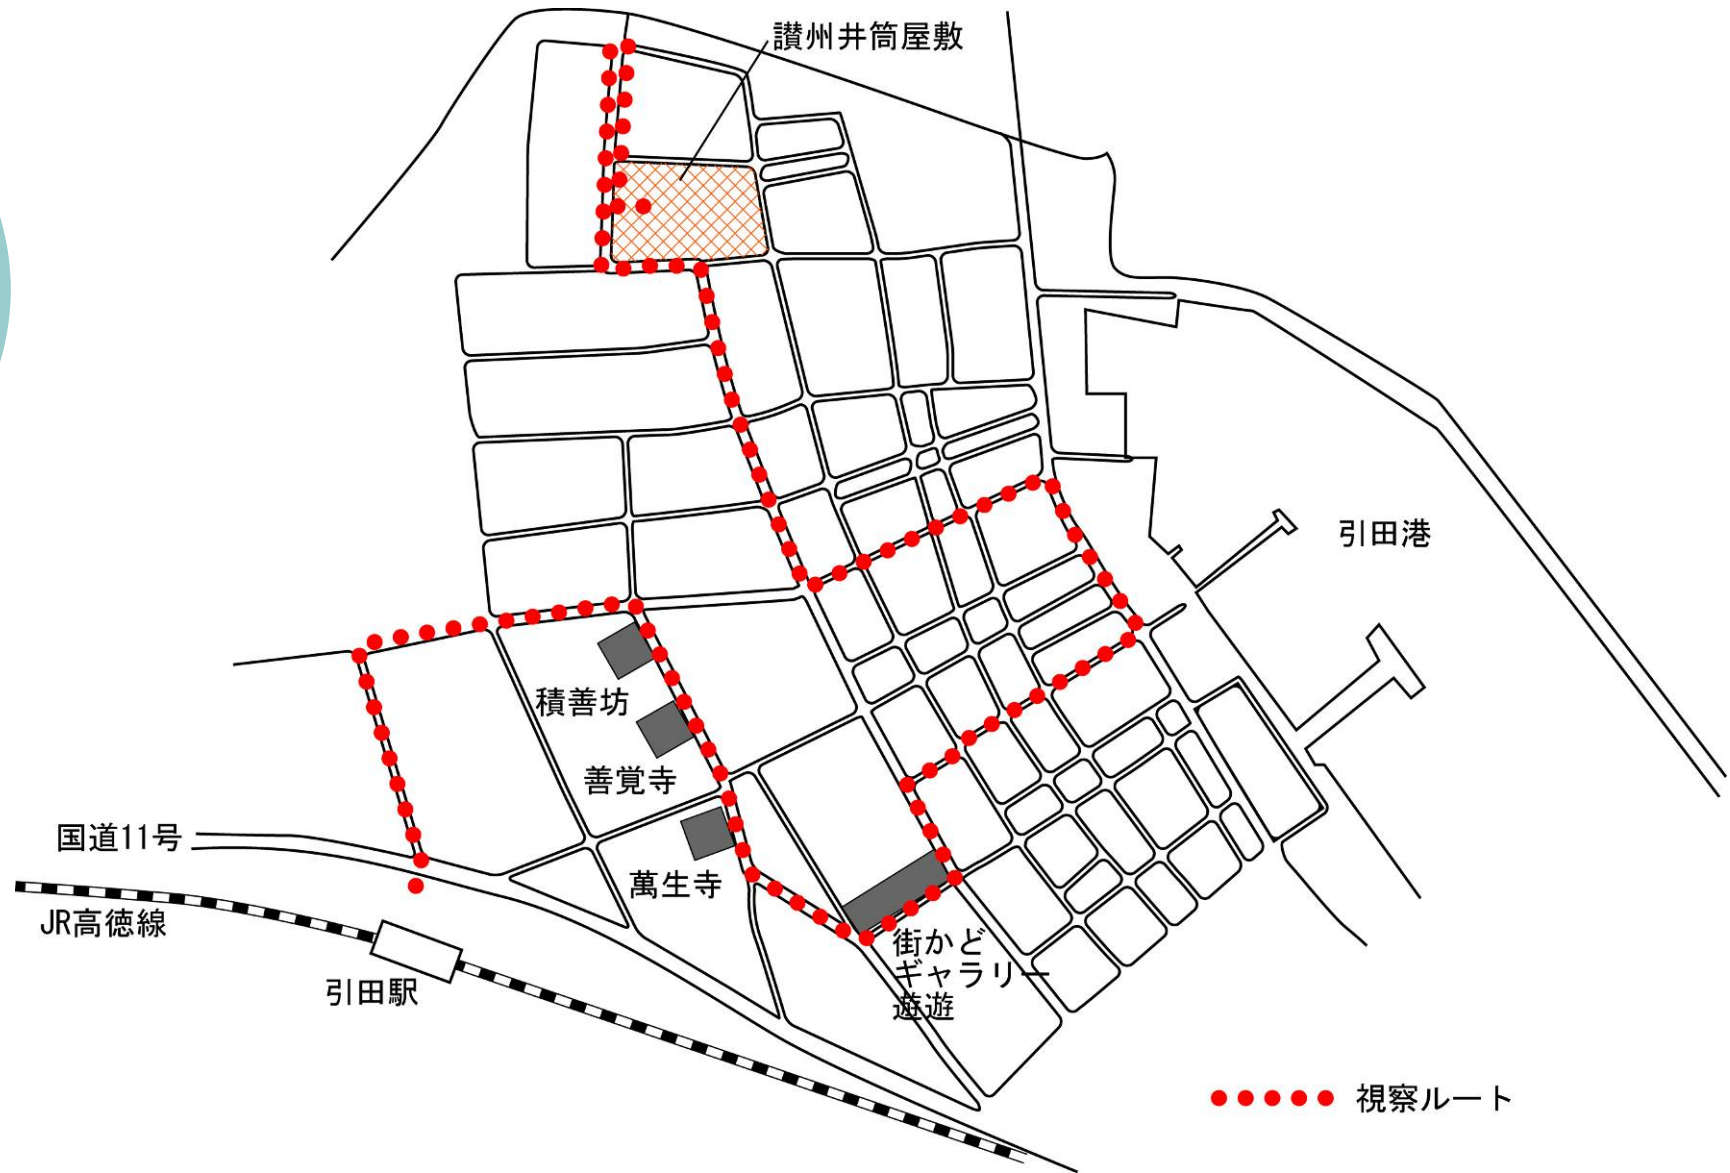 讃州井筒屋敷
引田港
積善坊
善覚寺
国道11号
萬生寺
JR高徳線
街かど
ギャラリー
遊遊
引田駅
視察ルート